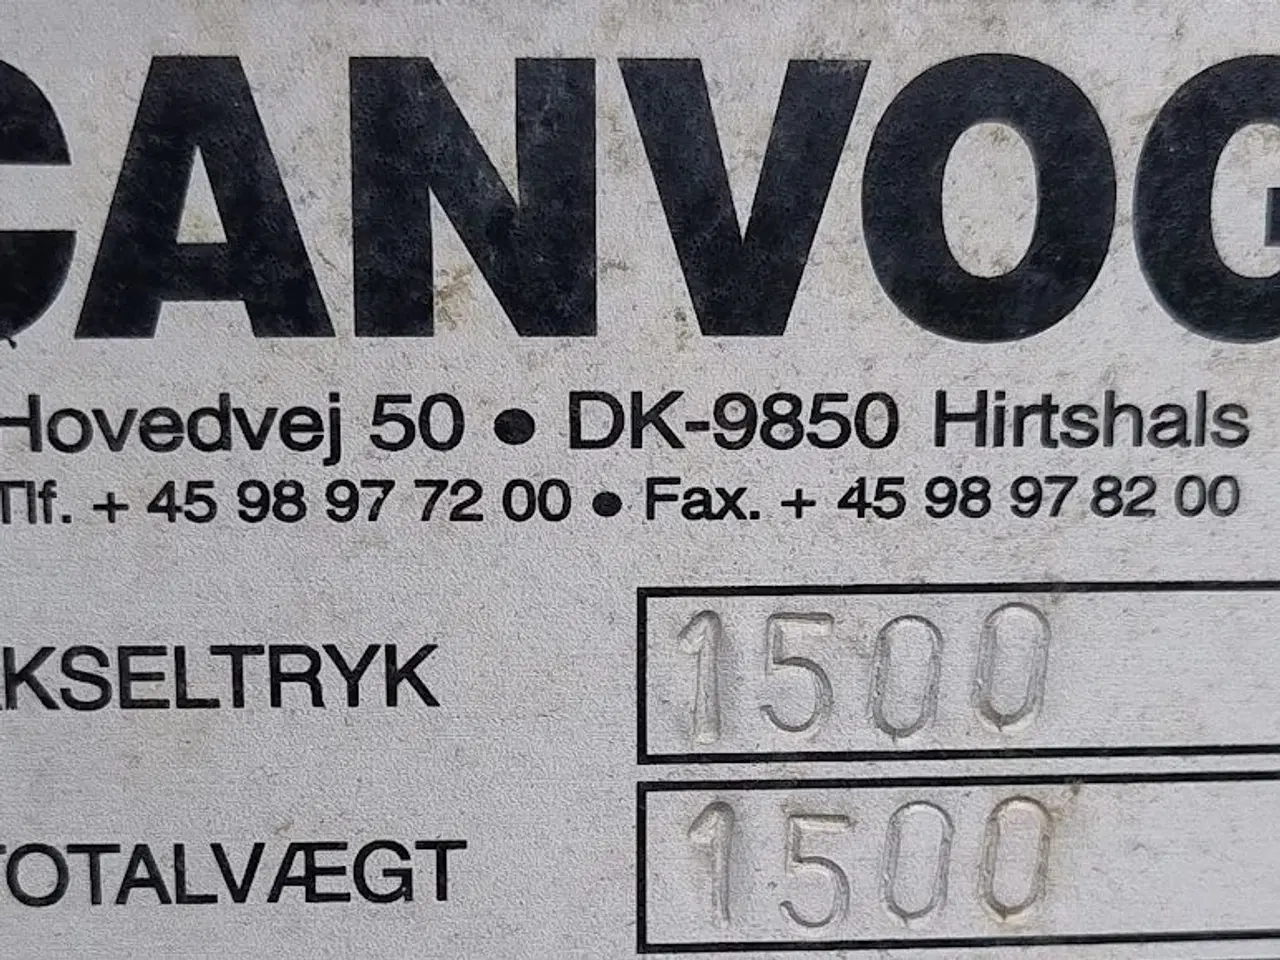 CANVOG
Hovedvej 50 • DK-9850 Hirtshals
Tlf. + 45 98 97 72 00 • Fax. + 45 98 97 82 00
KSELTRYK 1500
TOTALVÆGT 1500